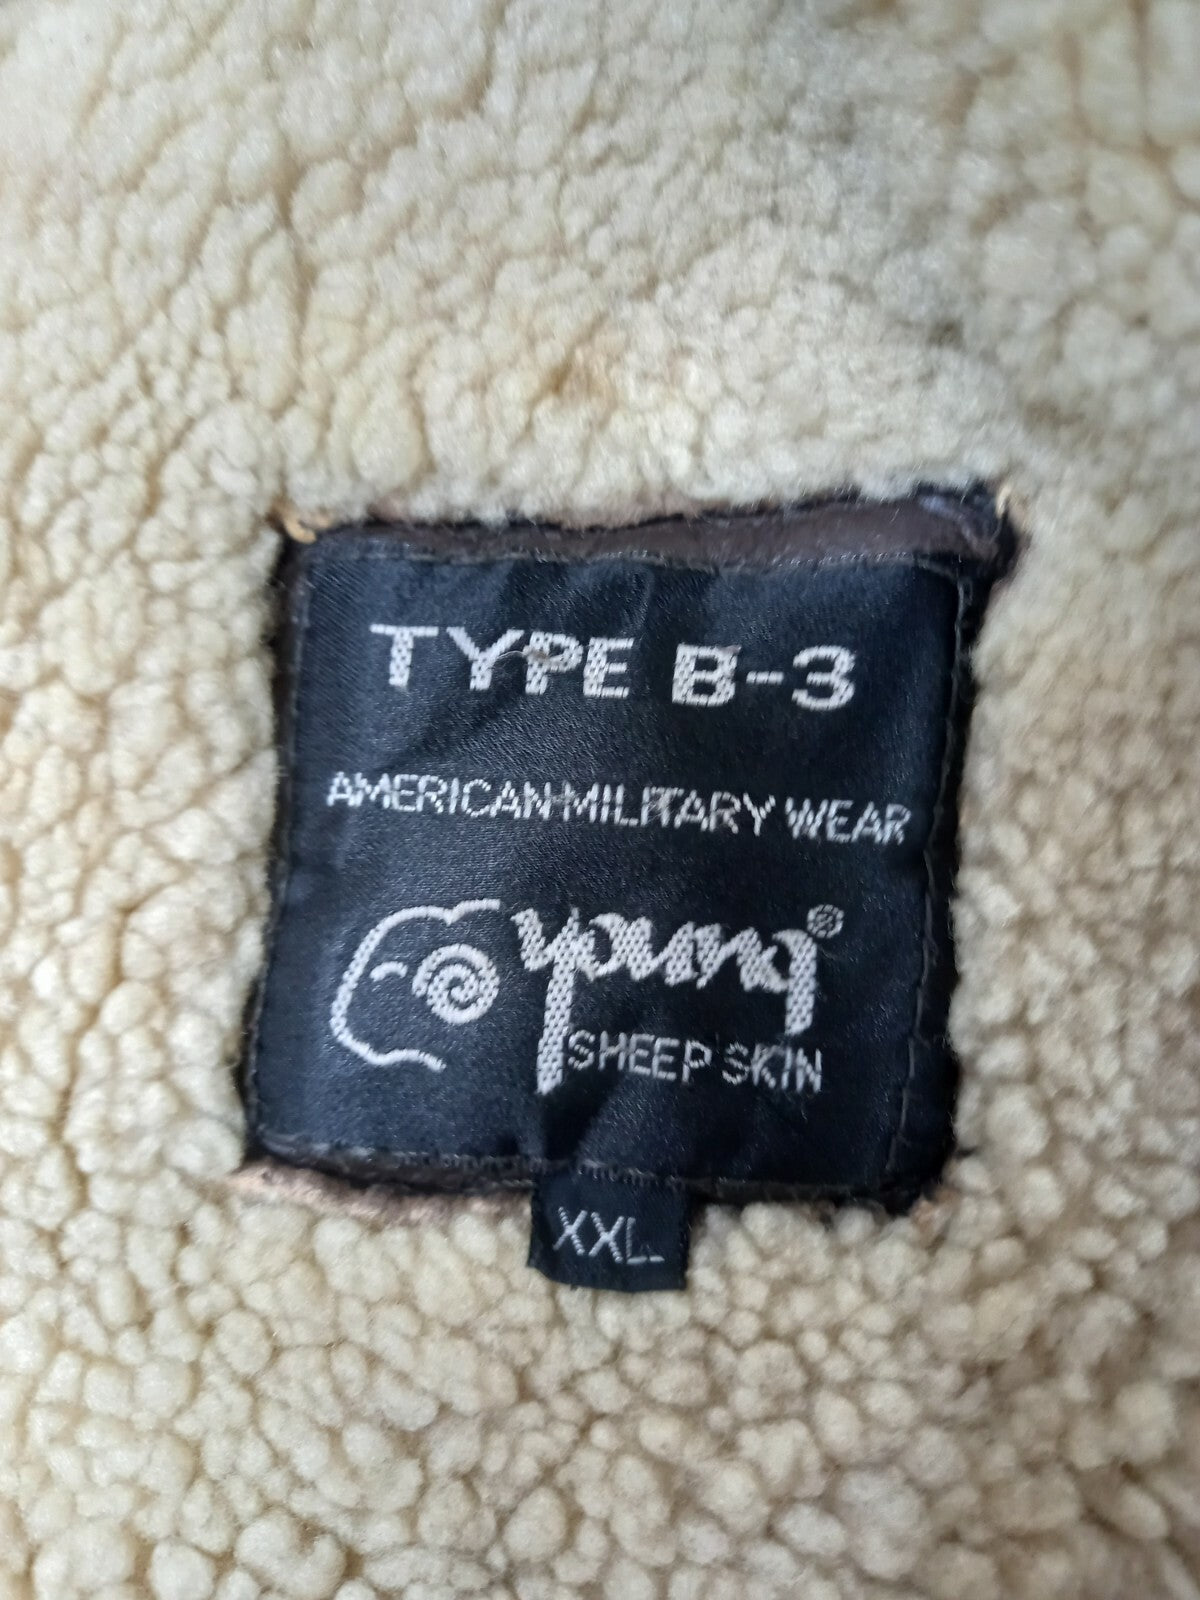 TYPE B-3
AMERICAN MILITARY WEAR
young®
SHEEP SKIN
XXL